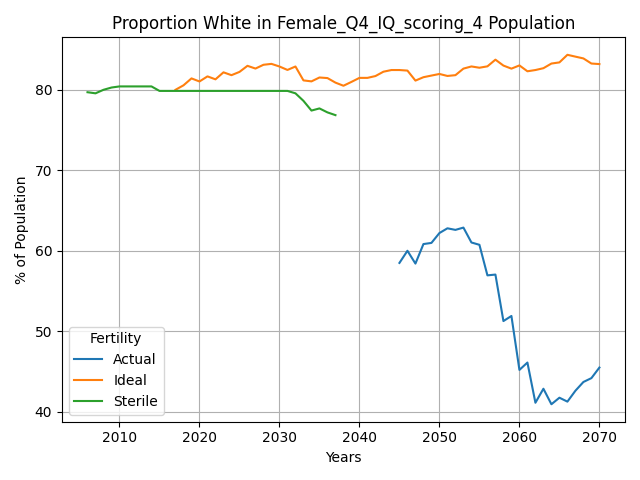 Proportion White in Female_Q4_IQ_scoring_4 Population
% of Population
80
70
60
50
40
Fertility
Actual
Ideal
Sterile
2010 2020 2030 2040 2050 2060 2070
Years